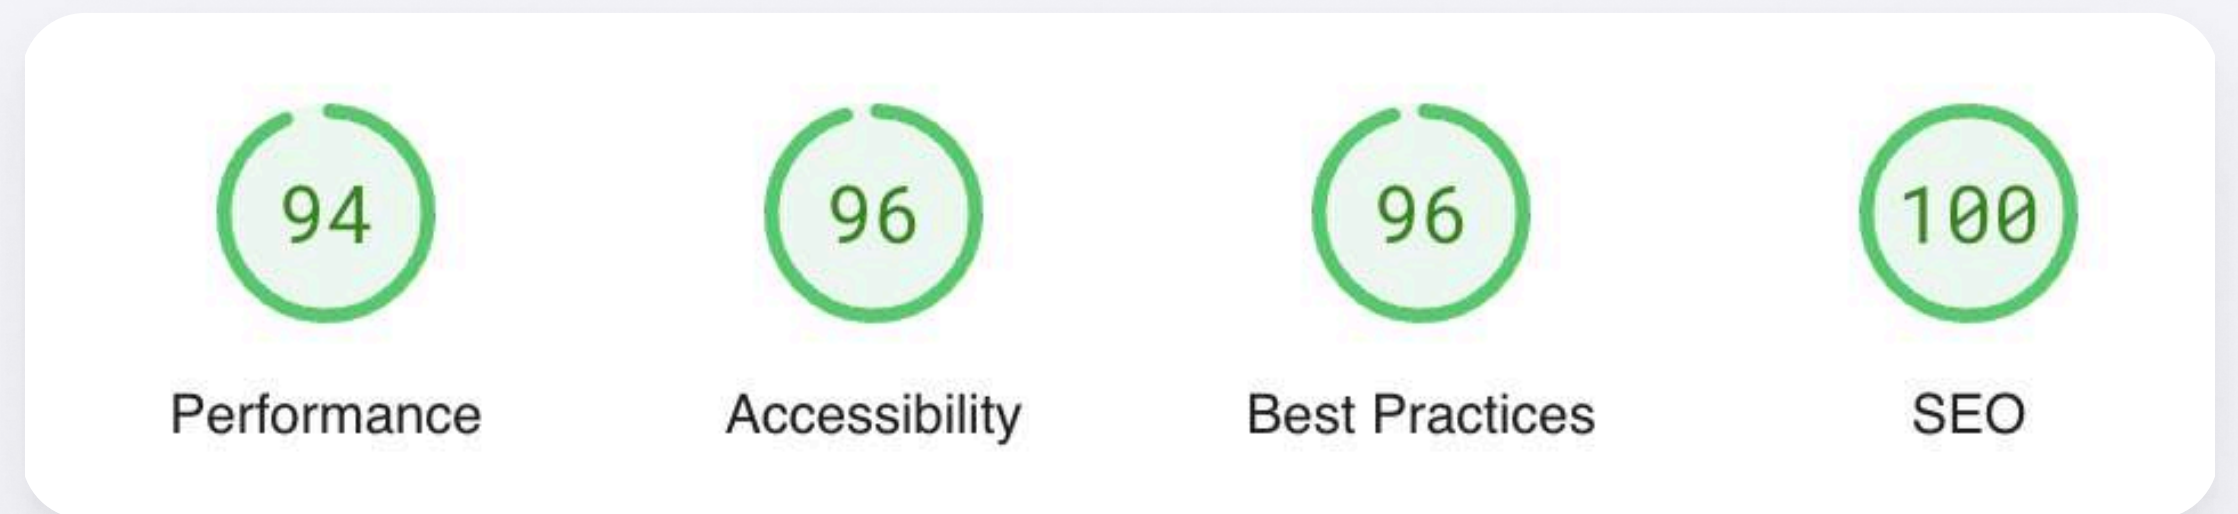 94 96 96 100
Performance Accessibility Best Practices SEO